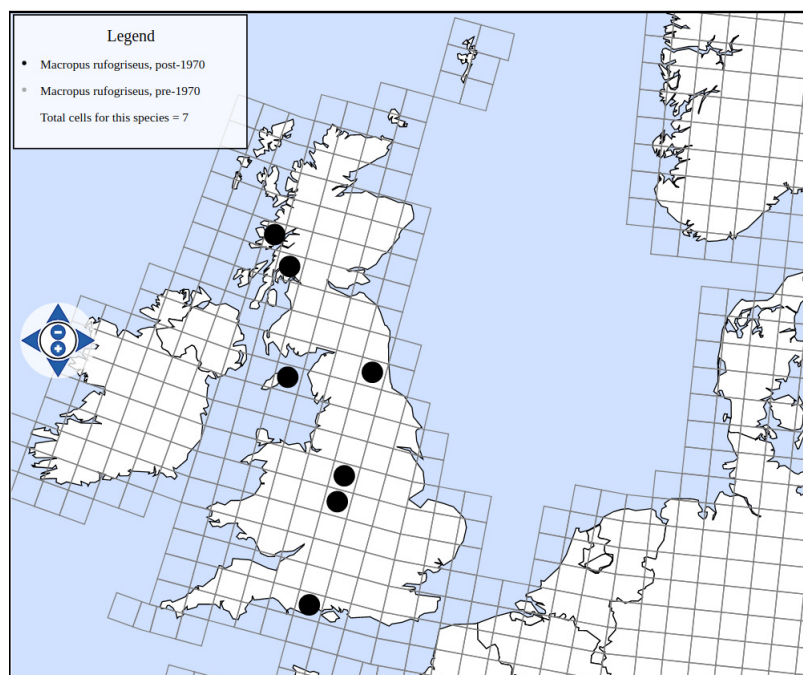 Legend
Macropus rufogriseus, post-1970
Macropus rufogriseus, pre-1970
Total cells for this species = 7